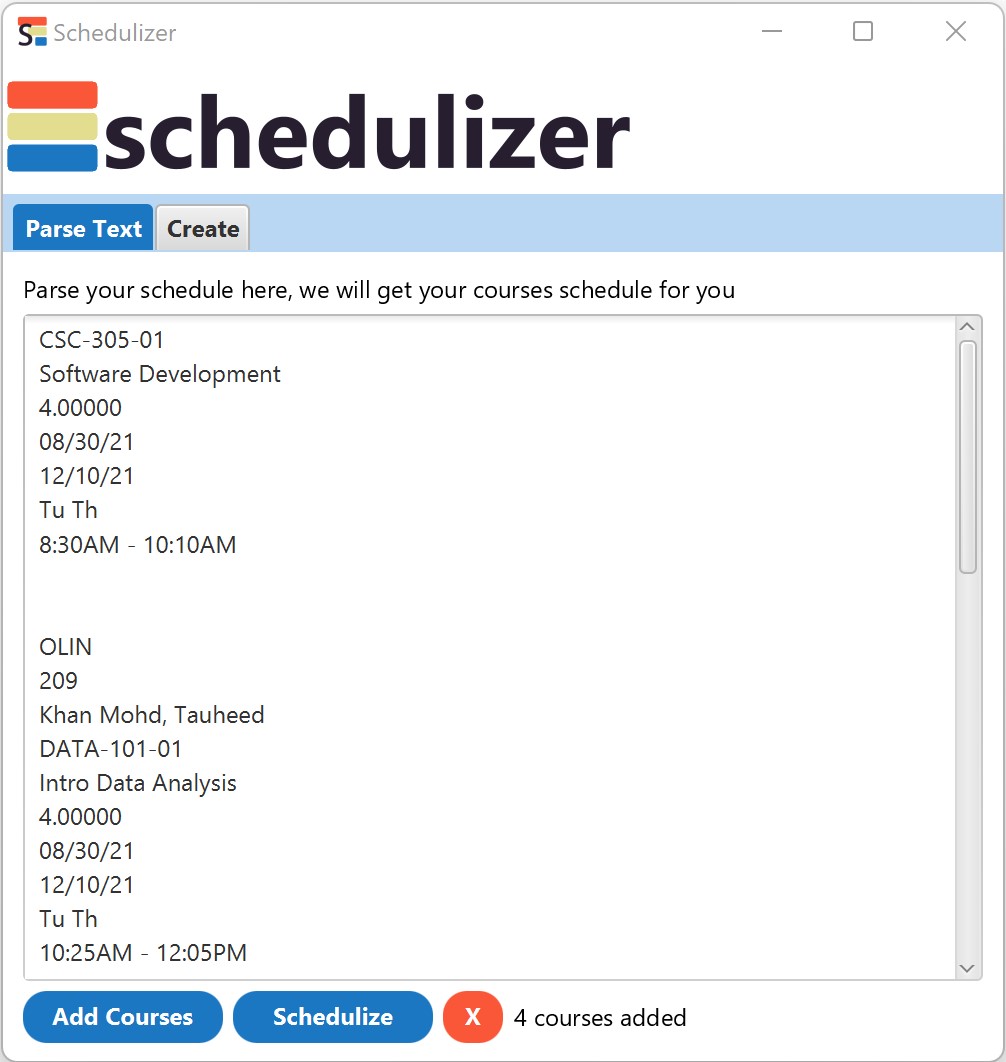 S Schedulizer
schedulizer
Parse Text Create
Parse your schedule here, we will get your courses schedule for you
CSC-305-01
Software Development
4.00000
08/30/21
12/10/21
Tu Th
8:30AM - 10:10AM
OLIN
209
Khan Mohd, Tauheed
DATA-101-01
Intro Data Analysis
4.00000
08/30/21
12/10/21
Tu Th
10:25AM - 12:05PM
Add Courses Schedulize X 4 courses added